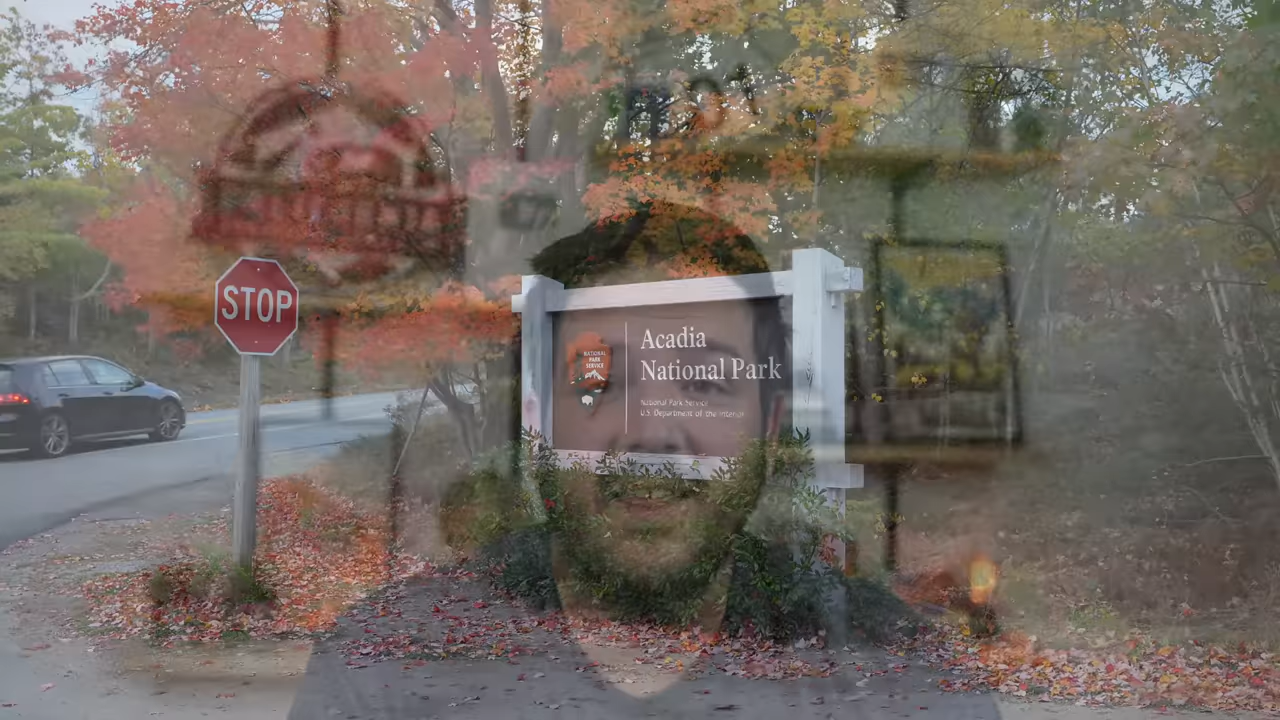 STOP
Acadia
National Park
NATIONAL
PARK
SERVICE
National Park Service
U.S. Department of the Interior